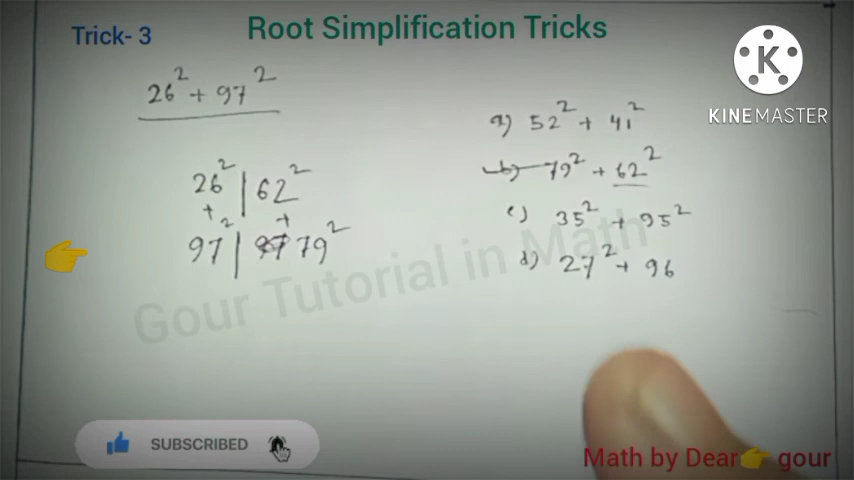 Trick- 3
Root Simplification Tricks
KINEMASTER
26² + 97²
26² | 62²
+ +
97² | 97 79²
a) 52² + 41²
b) 79² + 62²
c) 35² + 95²
d) 27² + 96
Gour Tutorial in Math
SUBSCRIBED
Math by Dear👉 gour